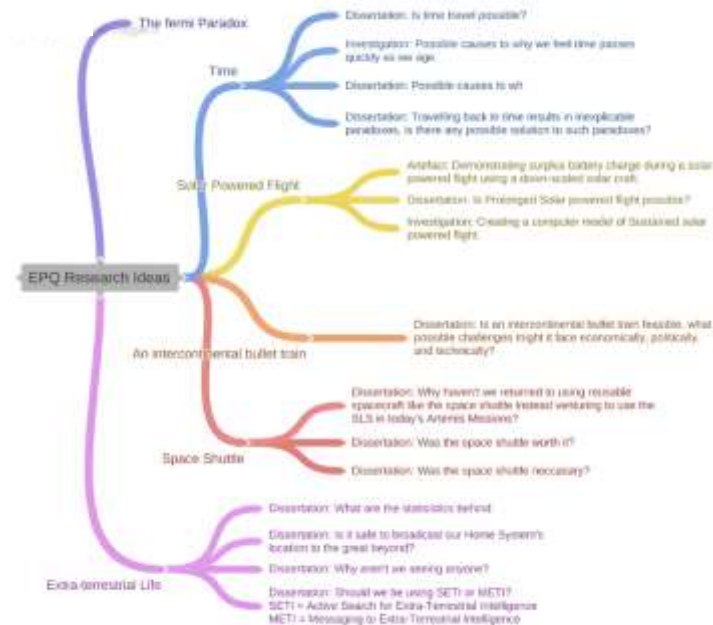 The fermi Paradox
Dissertation: Is time travel possible?
Investigation: Possible causes to why we feel time passes
quickly as we age.
Time
Dissertation: Possible causes to wh
Dissertation: Travelling back in time results in inexplicable
paradoxes, is there any possible solution to such paradoxes?
Artefact: Demonstrating surplus battery charge during a solar
powered flight using a down-scaled solar craft.
Solar Powered Flight
Dissertation: Is Prolonged Solar powered flight possible?
Investigation: Creating a computer model of Sustained solar
powered flight.
EPQ Research Ideas
Dissertation: Is an intercontinental bullet train feasible, what
possible challenges might it face economically, politically,
and technically?
An intercontinental bullet train
Dissertation: Why haven't we returned to using reusable
spacecraft like the space shuttle instead venturing to use the
SLS in today's Artemis Missions?
Dissertation: Was the space shuttle worth it?
Space Shuttle
Dissertation: Was the space shuttle neccasary?
Dissertation: What are the statisistics behind
Dissertation: Is it safe to broadcast our Home System's
location to the great beyond?
Dissertation: Why aren't we seeing anyone?
Extra-terrestrial Life
Dissertation: Should we be using SETI or METI?
SETI = Active Search for Extra-Terrestrial Intelligence
METI = Messaging to Extra-Terrestrial Intelligence